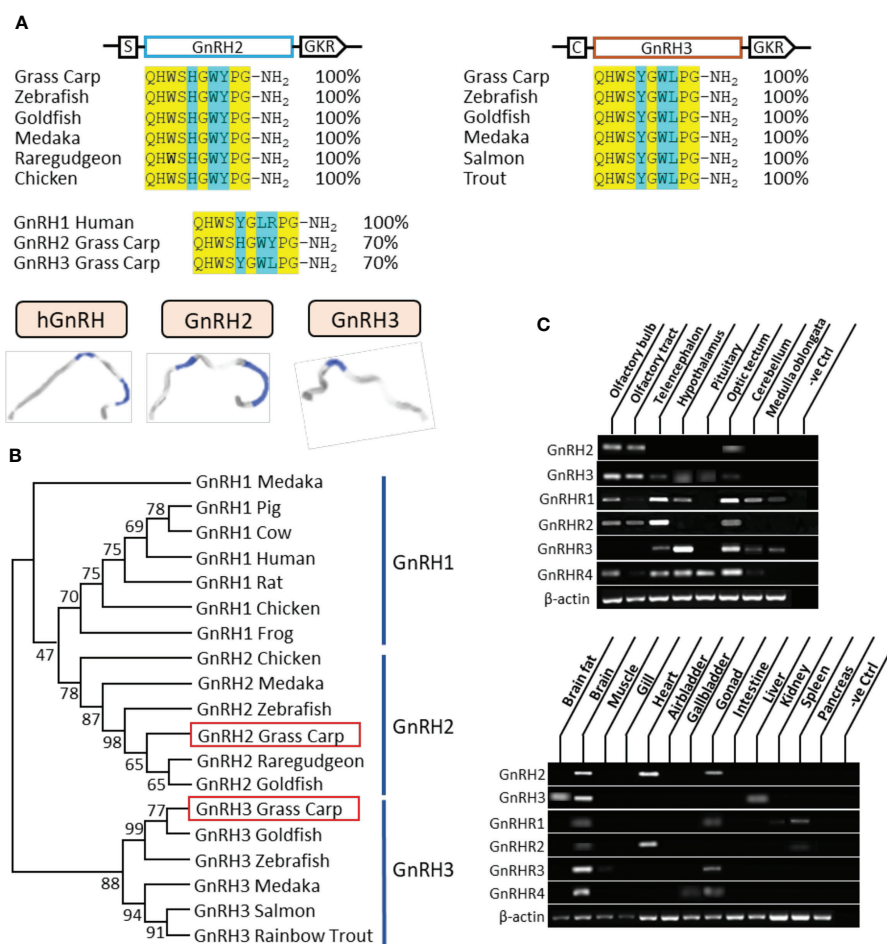 A
S GnRH2 GKR
Grass Carp QHWSHGWYPG-NH2 100%
Zebrafish QHWSHGWYPG-NH2 100%
Goldfish QHWSHGWYPG-NH2 100%
Medaka QHWSHGWYPG-NH2 100%
Raregudgeon QHWSHGWYPG-NH2 100%
Chicken QHWSHGWYPG-NH2 100%
C GnRH3 GKR
Grass Carp QHWSYGWLPG-NH2 100%
Zebrafish QHWSYGWLPG-NH2 100%
Goldfish QHWSYGWLPG-NH2 100%
Medaka QHWSYGWLPG-NH2 100%
Salmon QHWSYGWLPG-NH2 100%
Trout QHWSYGWLPG-NH2 100%
GnRH1 Human QHWSYGLRPG-NH2 100%
GnRH2 Grass Carp QHWSHGWYPG-NH2 70%
GnRH3 Grass Carp QHWSYGWLPG-NH2 70%
hGnRH GnRH2 GnRH3
B
GnRH1 Medaka
GnRH1 Pig
GnRH1 Cow
GnRH1 Human
GnRH1 Rat
GnRH1 Chicken
GnRH1 Frog
GnRH2 Chicken
GnRH2 Medaka
GnRH2 Zebrafish
GnRH2 Grass Carp
GnRH2 Raregudgeon
GnRH2 Goldfish
GnRH3 Grass Carp
GnRH3 Goldfish
GnRH3 Zebrafish
GnRH3 Medaka
GnRH3 Salmon
GnRH3 Rainbow Trout
78
69
75
75
70
47
78
87
98
65
65
77
99
88
94
91
GnRH1
GnRH2
GnRH3
C
Olfactory bulb
Olfactory tract
Telencephalon
Hypothalamus
Pituitary
Optic tectum
Cerebellum
Medulla oblongata
-ve Ctrl
GnRH2
GnRH3
GnRHR1
GnRHR2
GnRHR3
GnRHR4
β-actin
Brain fat
Brain
Muscle
Gill
Heart
Airbladder
Gallbladder
Gonad
Intestine
Liver
Kidney
Spleen
Pancreas
-ve Ctrl
GnRH2
GnRH3
GnRHR1
GnRHR2
GnRHR3
GnRHR4
β-actin